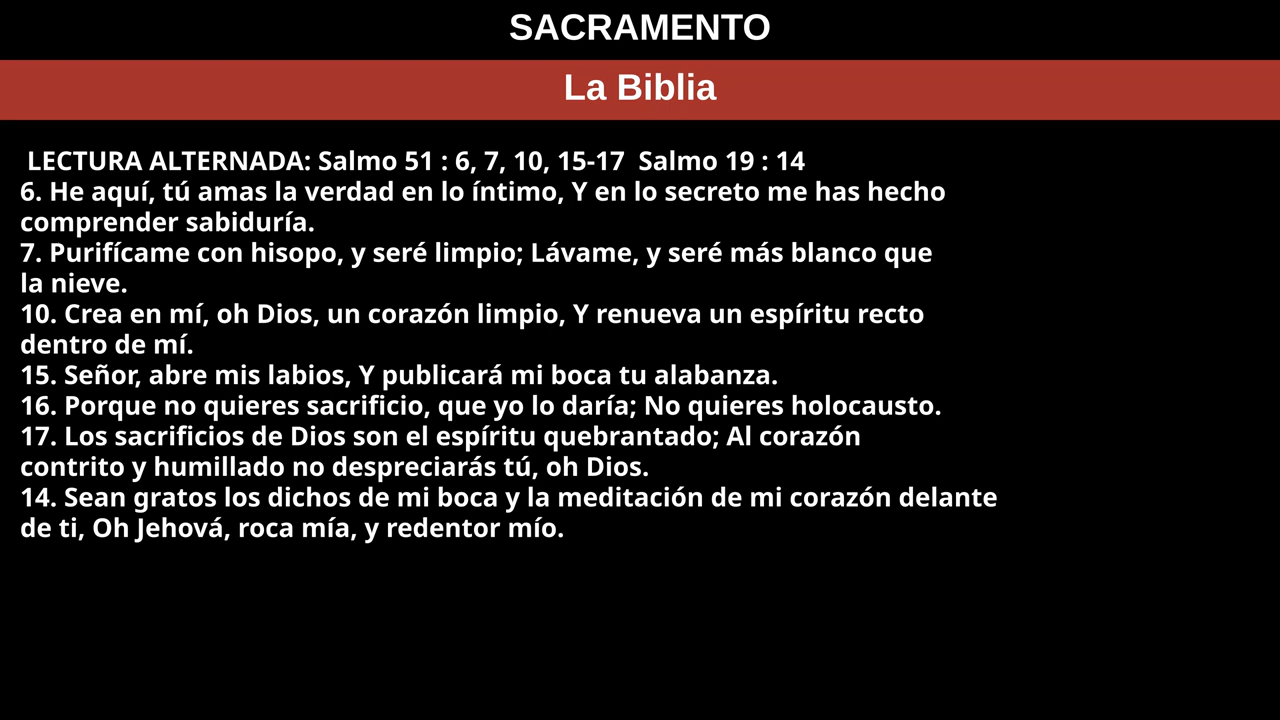 SACRAMENTO
La Biblia
LECTURA ALTERNADA: Salmo 51 : 6, 7, 10, 15-17  Salmo 19 : 14
6. He aquí, tú amas la verdad en lo íntimo, Y en lo secreto me has hecho
comprender sabiduría.
7. Purifícame con hisopo, y seré limpio; Lávame, y seré más blanco que
la nieve.
10. Crea en mí, oh Dios, un corazón limpio, Y renueva un espíritu recto
dentro de mí.
15. Señor, abre mis labios, Y publicará mi boca tu alabanza.
16. Porque no quieres sacrificio, que yo lo daría; No quieres holocausto.
17. Los sacrificios de Dios son el espíritu quebrantado; Al corazón
contrito y humillado no despreciarás tú, oh Dios.
14. Sean gratos los dichos de mi boca y la meditación de mi corazón delante
de ti, Oh Jehová, roca mía, y redentor mío.